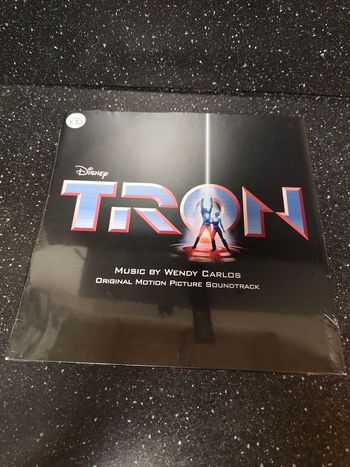 Disney
TRON
MUSIC BY WENDY CARLOS
ORIGINAL MOTION PICTURE SOUNDTRACK